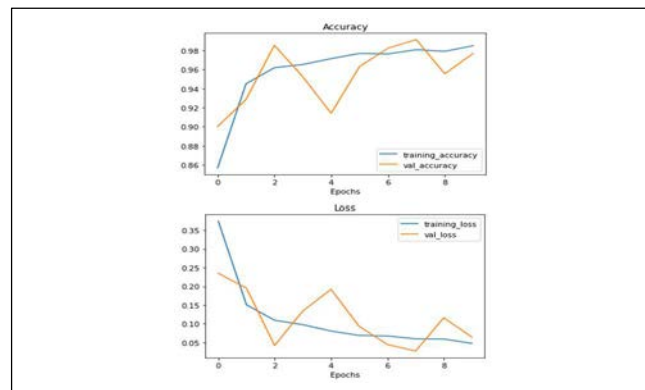 Accuracy
0.98
0.96
0.94
0.92
0.90
0.88
0.86
training_accuracy
val_accuracy
0 2 4 6 8
Epochs
Loss
training_loss
val_loss
0.35
0.30
0.25
0.20
0.15
0.10
0.05
0 2 4 6 8
Epochs